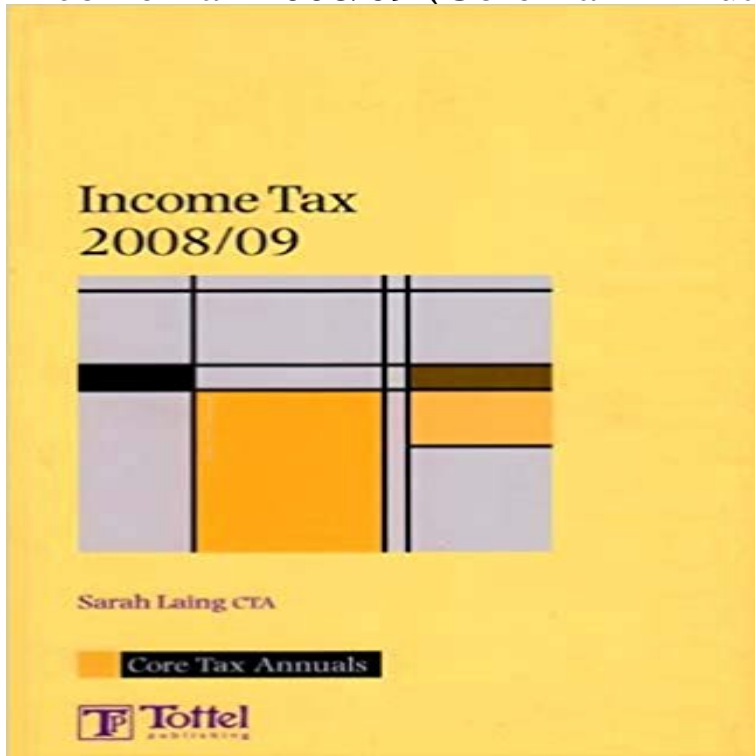 Income Tax
2008/09
Sarah Laing CTA
Core Tax Annuals
TP Tottel
publishing